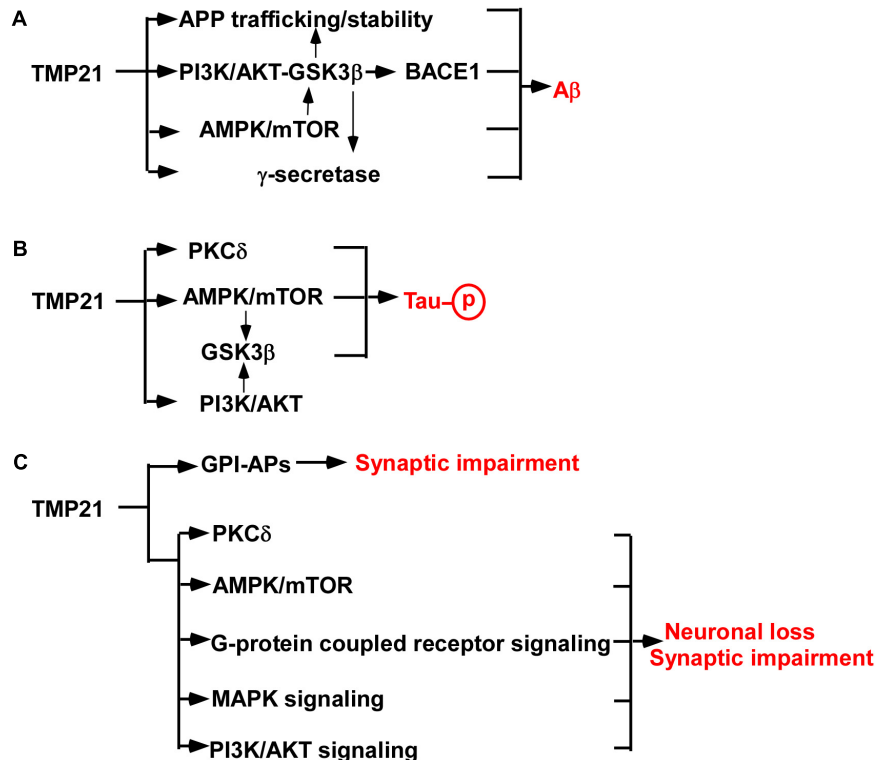 A
APP trafficking/stability
TMP21
PI3K/AKT-GSK3β
BACE1
Aβ
AMPK/mTOR
γ-secretase
B
PKCδ
TMP21
AMPK/mTOR
Tau-p
GSK3β
PI3K/AKT
C
GPI-APs
Synaptic impairment
TMP21
PKCδ
AMPK/mTOR
G-protein coupled receptor signaling
Neuronal loss
Synaptic impairment
MAPK signaling
PI3K/AKT signaling